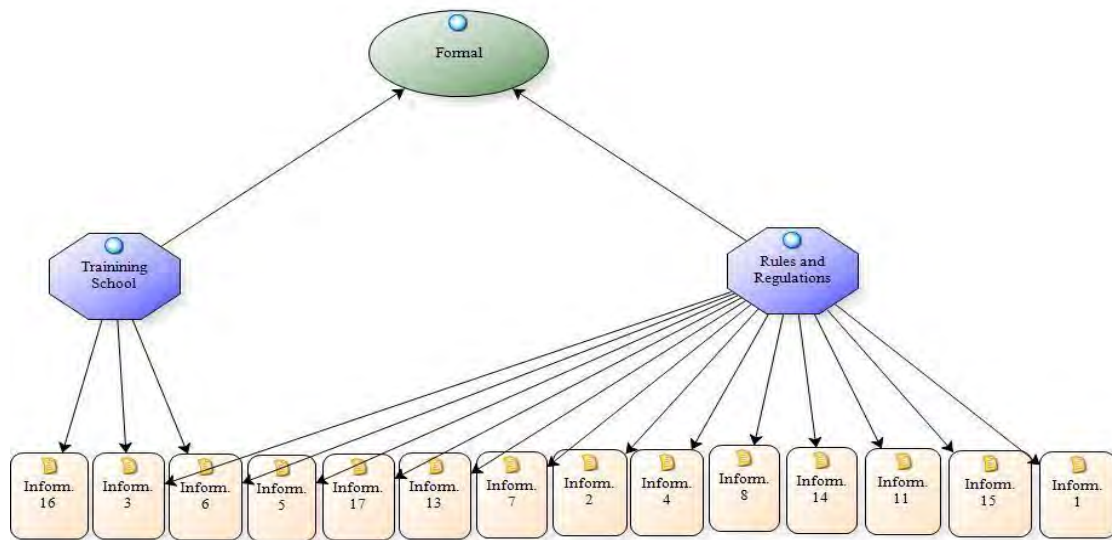 Formal
Trainining
School
Rules and
Regulations
Inform.
16
Inform.
3
Inform.
6
Inform.
5
Inform.
17
Inform.
13
Inform.
7
Inform.
2
Inform.
4
Inform.
8
Inform.
14
Inform.
11
Inform.
15
Inform.
1